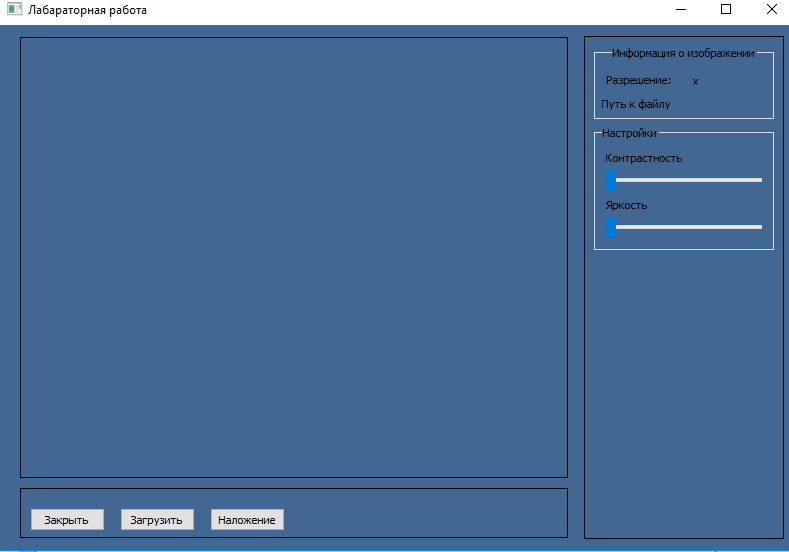 Лабараторная работа
Информация о изображении
Разрешение: x
Путь к файлу
Настройки
Контрастность
Яркость
Закрыть Загрузить Наложение